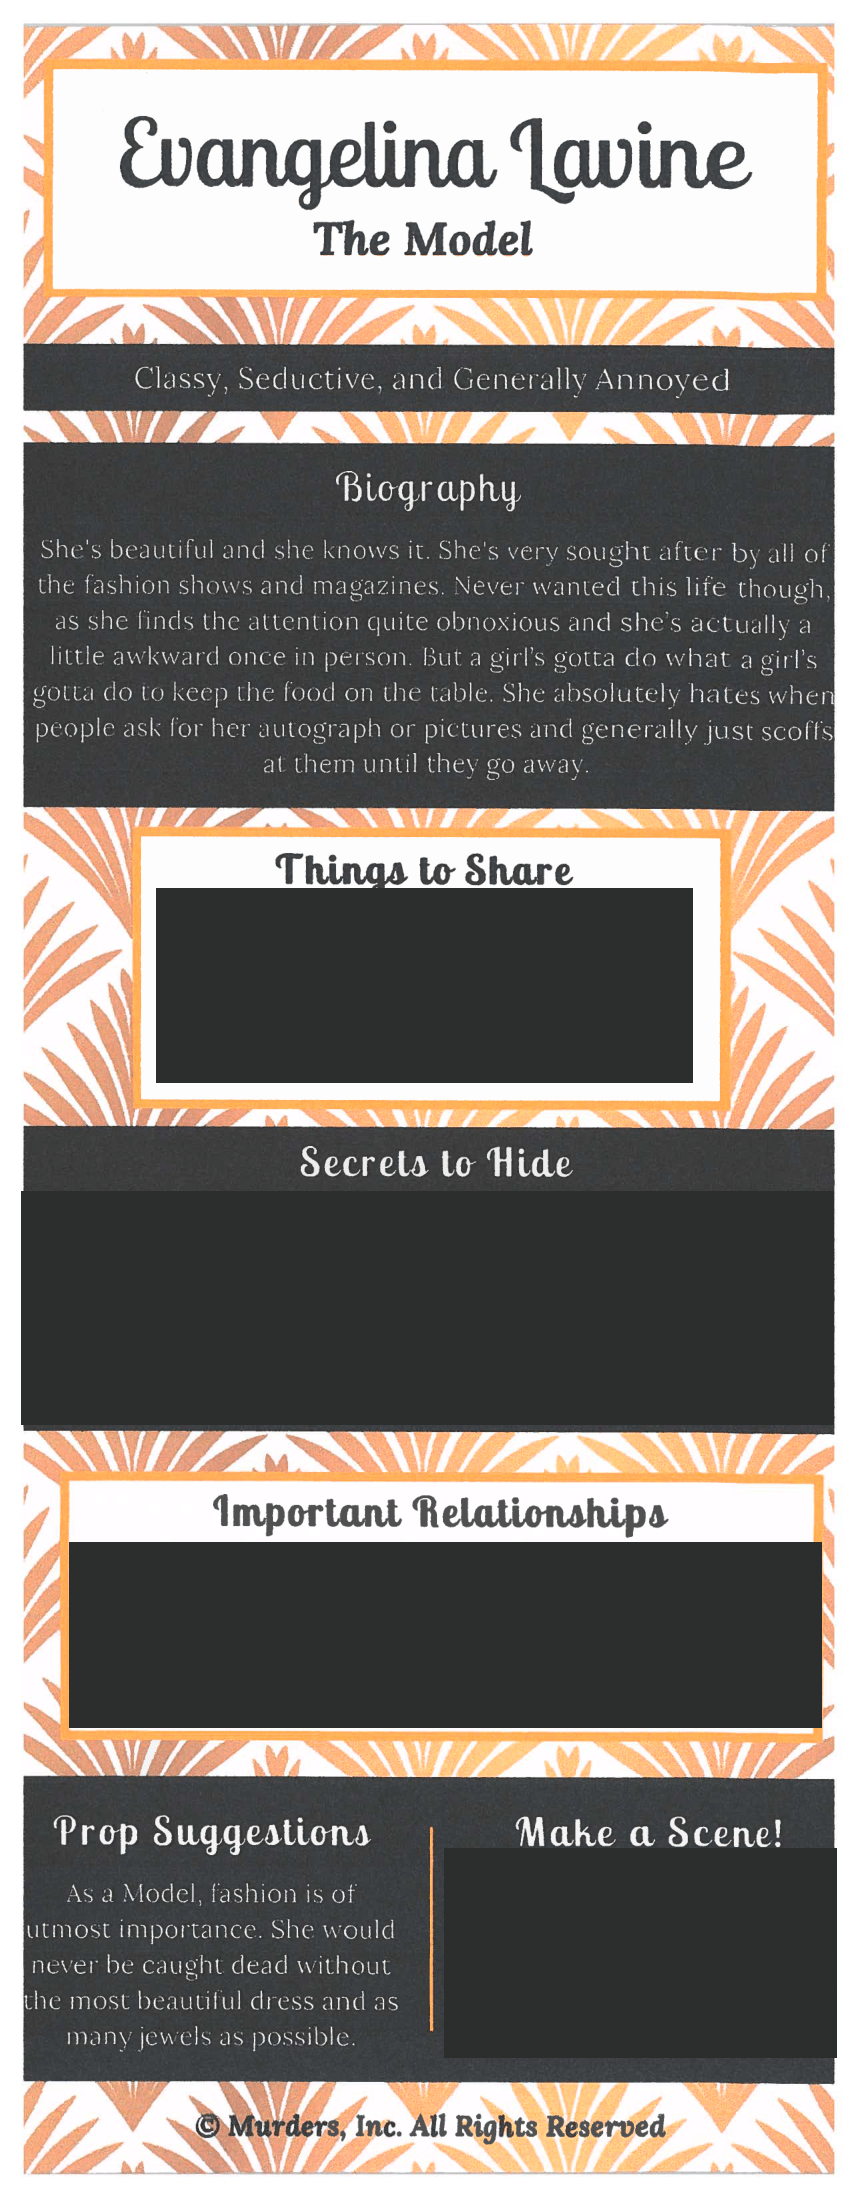 Evangelina Lavine
The Model
Classy, Seductive, and Generally Annoyed
Biography
She's beautiful and she knows it. She's very sought after by all of
the fashion shows and magazines. Never wanted this life though,
as she finds the attention quite obnoxious and she's actually a
little awkward once in person. But a girl's gotta do what a girl's
gotta do to keep the food on the table. She absolutely hates when
people ask for her autograph or pictures and generally just scoffs
at them until they go away.
Things to Share
Secrets to Hide
Important Relationships
Prop Suggestions
As a Model, fashion is of
utmost importance. She would
never be caught dead without
the most beautiful dress and as
many jewels as possible.
Make a Scene!
© Murders, Inc. All Rights Reserved